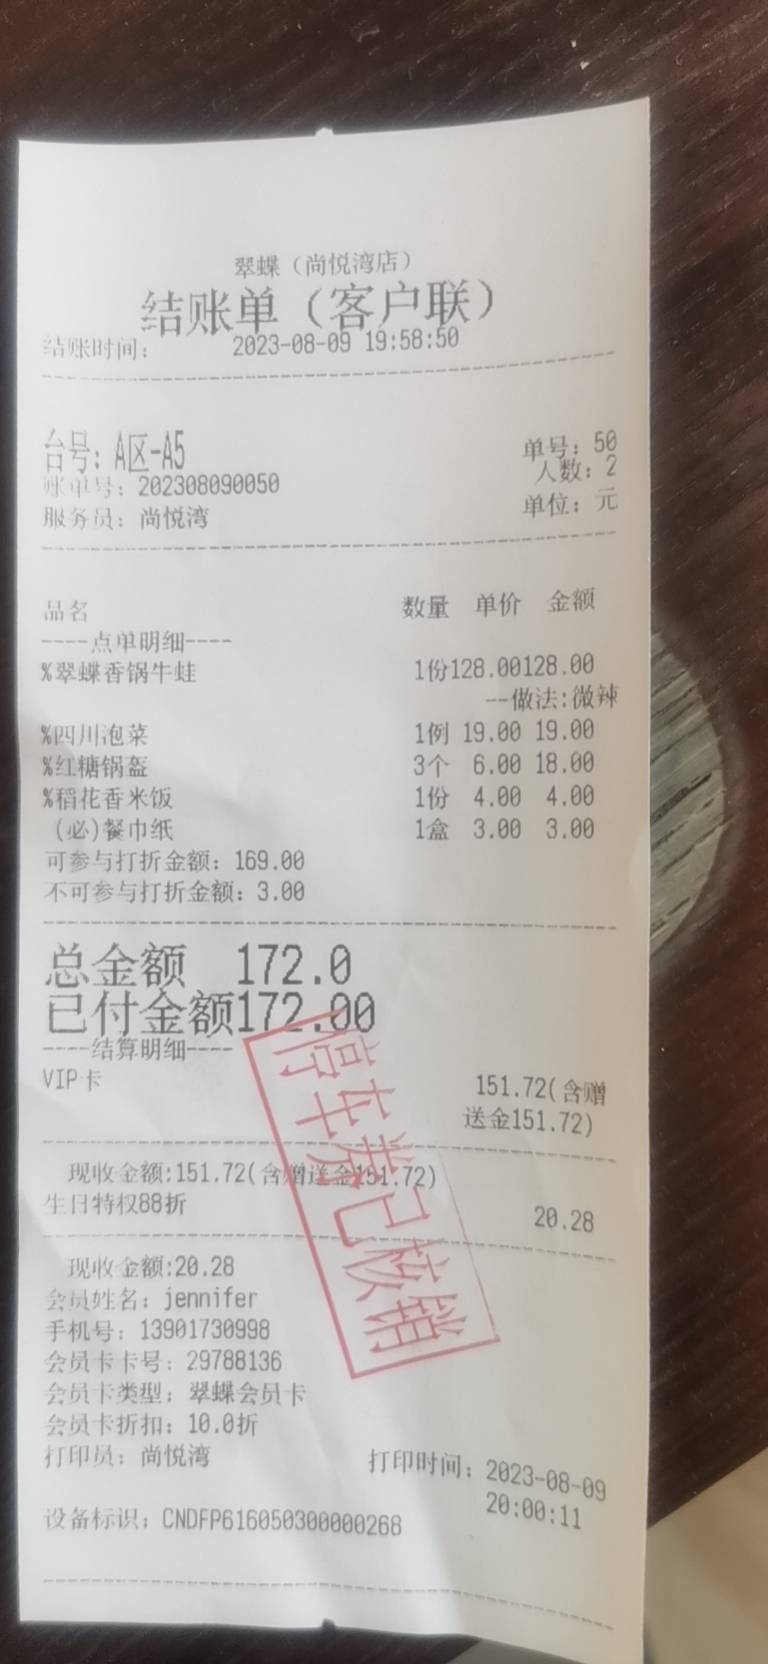 翠蝶（尚悦湾店）
结账单（客户联）
结账时间： 2023-08-09 19:58:50
台号：A区-A5 单号：50
人数：2
账单号：202308090050
服务员：尚悦湾 单位：元
品名 数量 单价 金额
----点单明细----
%翠蝶香锅牛蛙 1份128.00128.00
--做法:微辣
%四川泡菜 1例 19.00 19.00
%红糖锅盔 3个 6.00 18.00
%稻花香米饭 1份 4.00 4.00
(必)餐巾纸 1盒 3.00 3.00
可参与打折金额：169.00
不可参与打折金额：3.00
总金额 172.0
已付金额172.00
----结算明细----
VIP卡 151.72(含赠
送金151.72)
现收金额:151.72(含赠送金151.72)
生日特权88折 20.28
现收金额:20.28
会员姓名：jennifer
手机号：13901730998
会员卡卡号：29788136
会员卡类型：翠蝶会员卡
会员卡折扣：10.0折
打印员：尚悦湾 打印时间：2023-08-09
20:00:11
设备标识：CNDFP616050300000268
停车券已核销